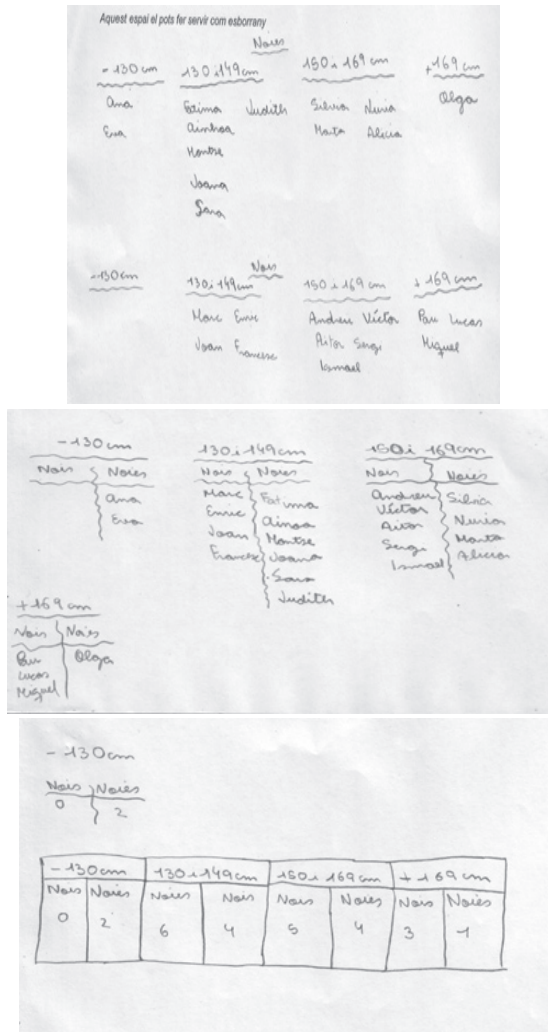 Aquest espai el pots fer servir com esborrany
Noies
- 130 cm 130 i 149 cm 150 i 169 cm + 169 cm
Ana Fatima Judith Silvia Nuria Olga
Eva Ainhoa Marta Alicia
Montse
Joana
Sara
Nois
-130 cm 130 i 149 cm 150 i 169 cm + 169 cm
Marc Enric Andreu Víctor Pau Lucas
Joan Francesc Aitor Sergi Miguel
Ismael
- 130 cm 130 i 149 cm 150 i 169 cm
Nois Noies Nois Noies Nois Noies
Ana Marc Fatima Andreu Silvia
Eva Enric Ainoa Víctor Nuria
Joan Montse Aitor Marta
Francesc Joana Sergi Alicia
Sara Ismael
Judith
+ 169 cm
Nois Noies
Pau Olga
Lucas
Miguel
- 130 cm
Nois Noies
0 2
- 130 cm 130 i 149 cm 150 i 169 cm + 169 cm
Nois Noies Noies Nois Nois Noies Nois Noies
0 2 6 4 5 4 3 1